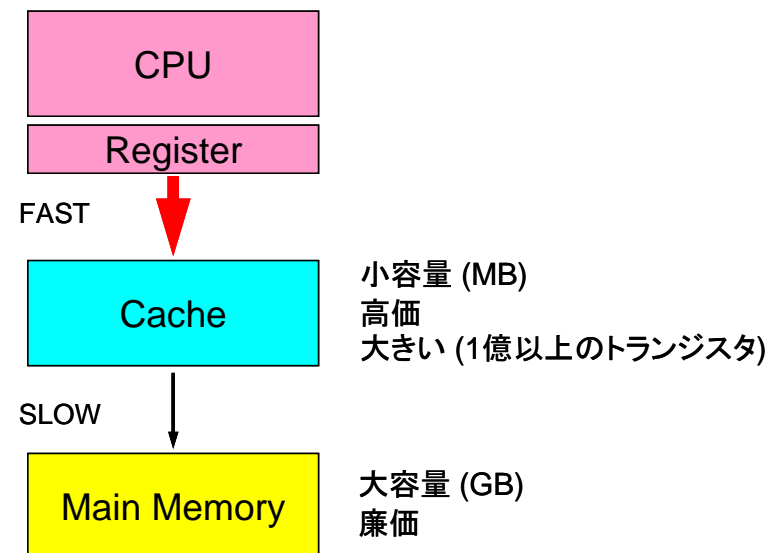 CPU
Register
FAST
Cache
小容量 (MB)
高価
大きい (1億以上のトランジスタ)
SLOW
Main Memory
大容量 (GB)
廉価